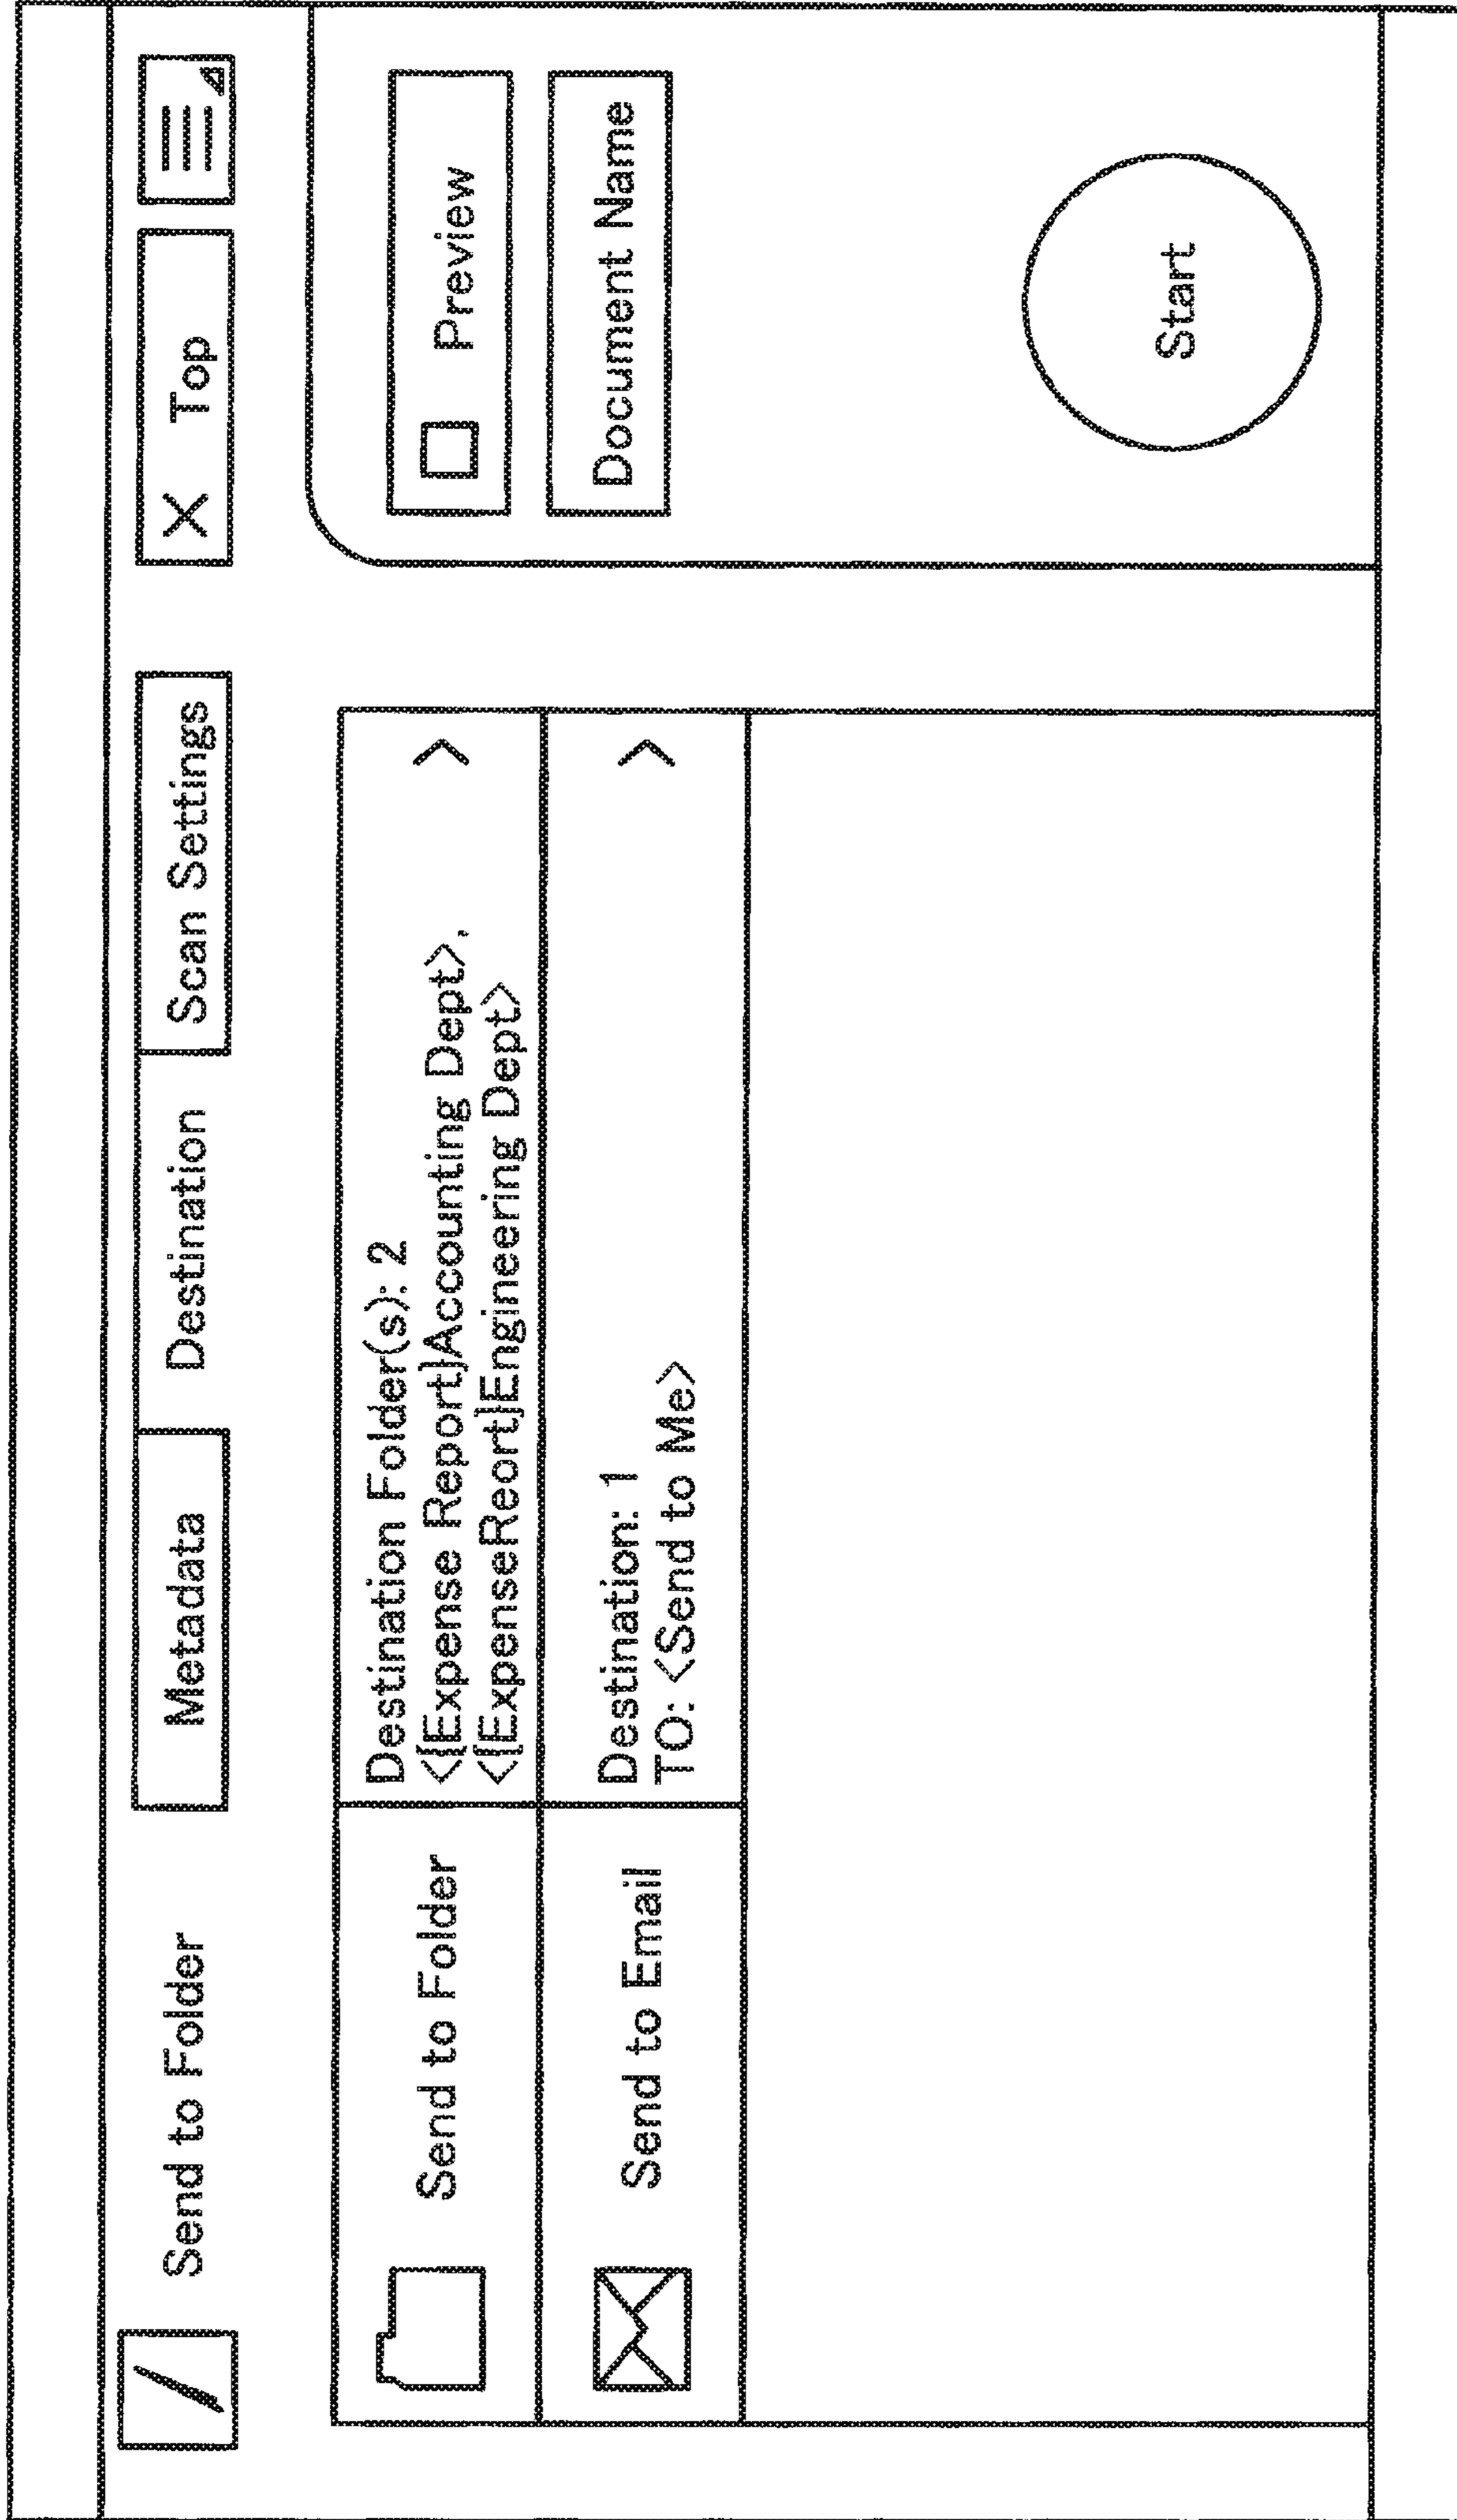 Send to Folder
Metadata
Destination
Scan Settings
X Top
Send to Folder
Destination Folder(s): 2
<[Expense Report]Accounting Dept>,
<[ExpenseReort]Engineering Dept>
>
Send to Email
Destination: 1
TO: <Send to Me>
>
Preview
Document Name
Start